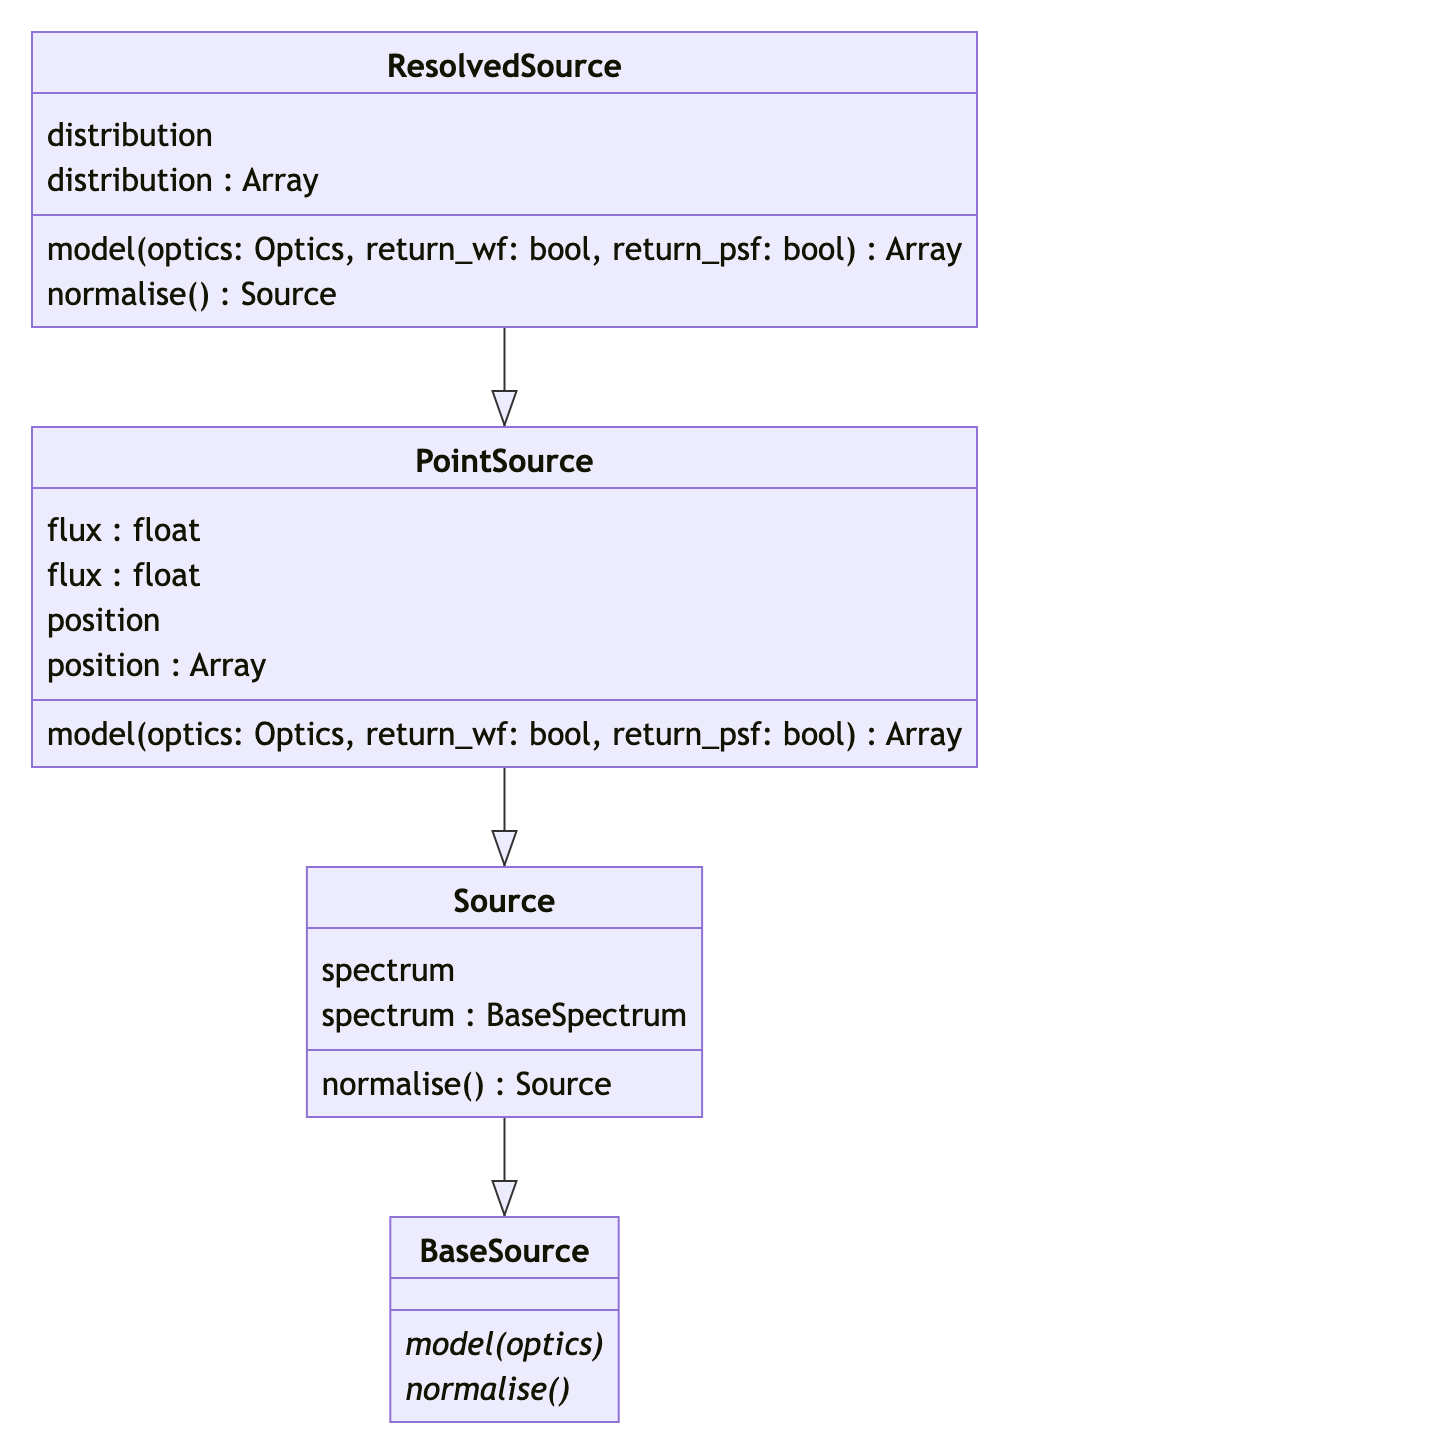 ResolvedSource
distribution
distribution : Array
model(optics: Optics, return_wf: bool, return_psf: bool) : Array
normalise() : Source
PointSource
flux : float
flux : float
position
position : Array
model(optics: Optics, return_wf: bool, return_psf: bool) : Array
Source
spectrum
spectrum : BaseSpectrum
normalise() : Source
BaseSource
model(optics)
normalise()